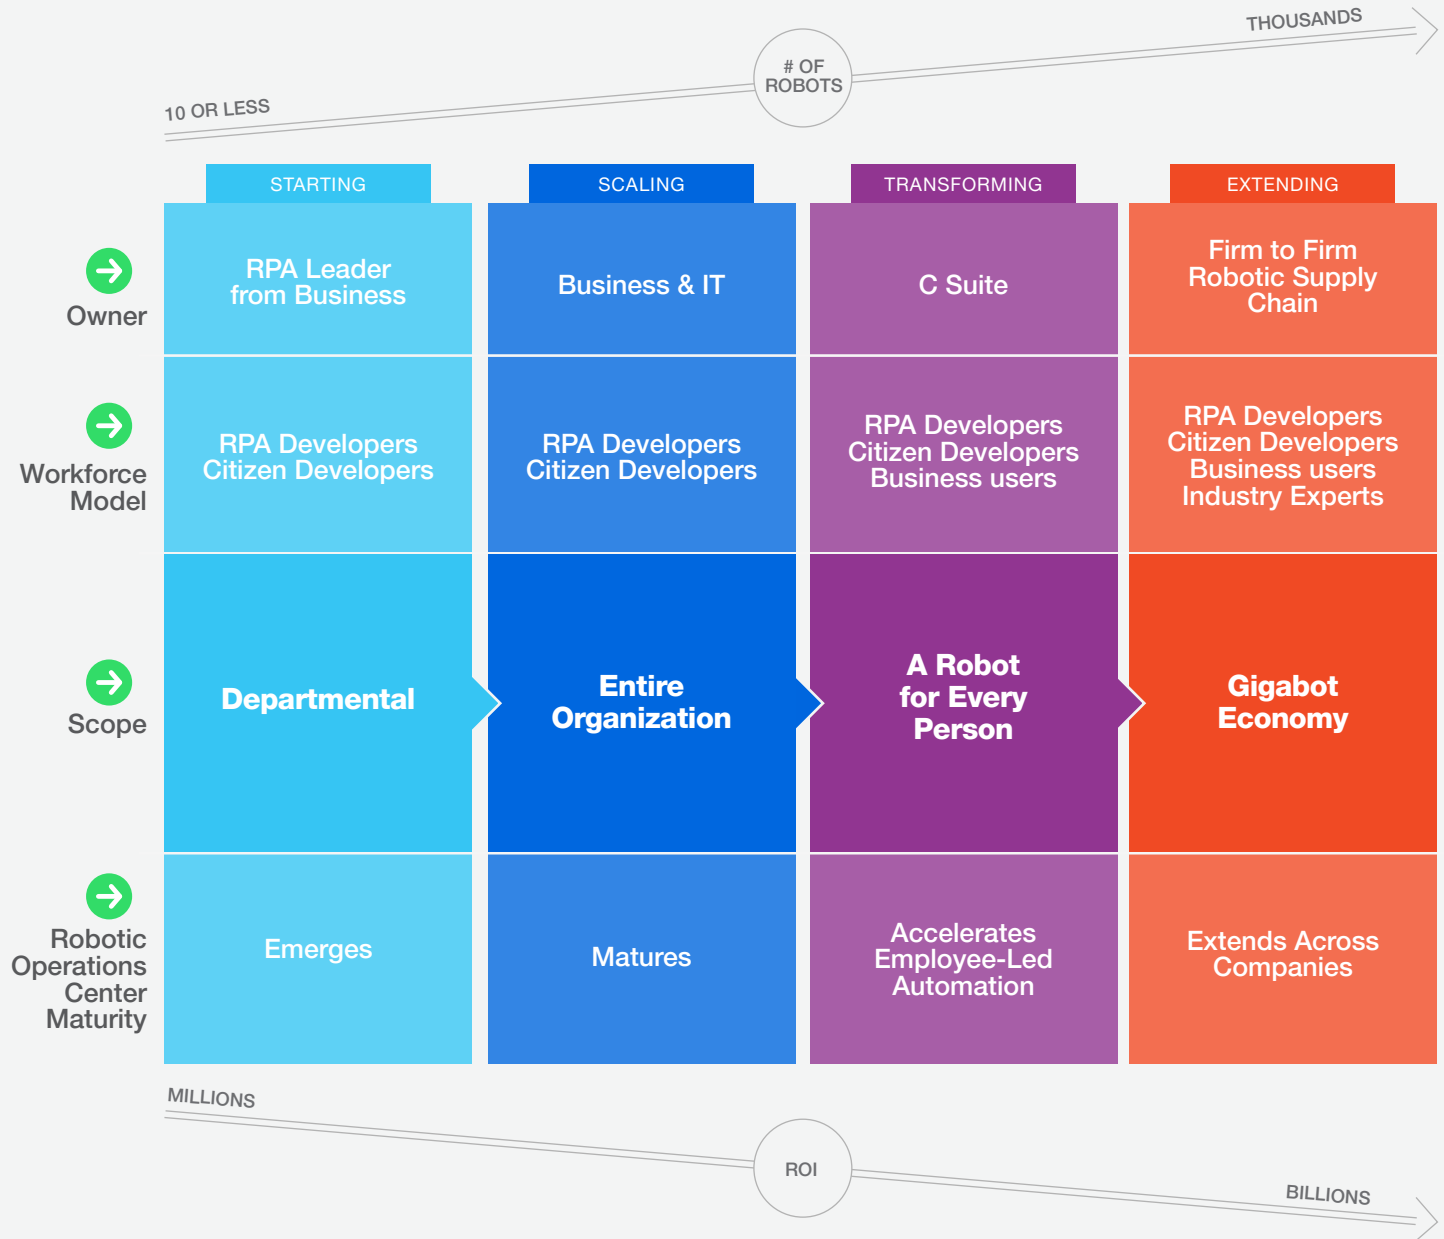 THOUSANDS
# OF
ROBOTS
10 OR LESS
STARTING
SCALING
TRANSFORMING
EXTENDING
Owner
RPA Leader
from Business
Business & IT
C Suite
Firm to Firm
Robotic Supply
Chain
Workforce
Model
RPA Developers
Citizen Developers
RPA Developers
Citizen Developers
RPA Developers
Citizen Developers
Business users
RPA Developers
Citizen Developers
Business users
Industry Experts
Scope
Departmental
Entire
Organization
A Robot
for Every
Person
Gigabot
Economy
Robotic
Operations
Center
Maturity
Emerges
Matures
Accelerates
Employee-Led
Automation
Extends Across
Companies
MILLIONS
ROI
BILLIONS